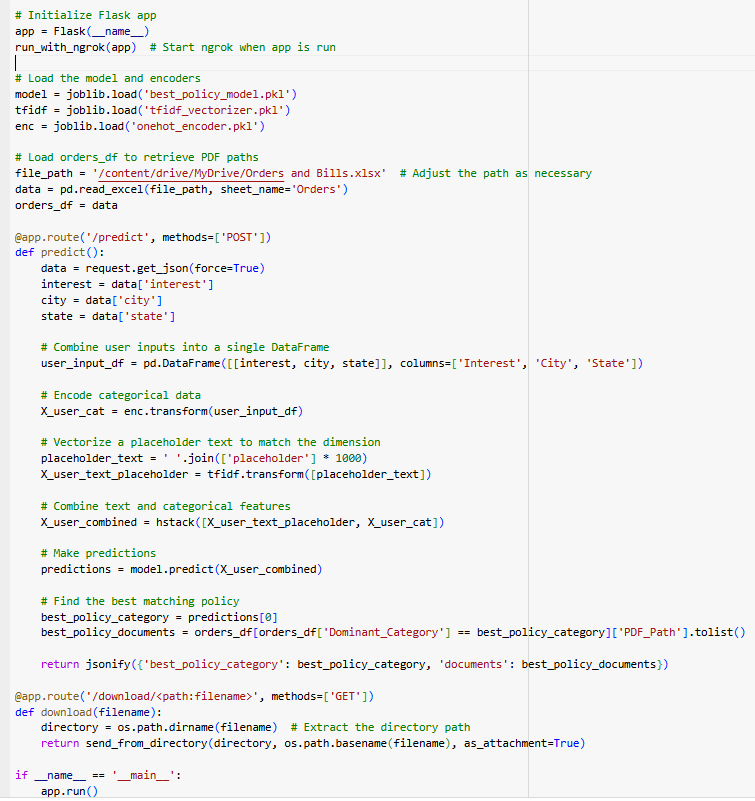 # Initialize Flask app
app = Flask(__name__)
run_with_ngrok(app)  # Start ngrok when app is run
# Load the model and encoders
model = joblib.load('best_policy_model.pkl')
tfidf = joblib.load('tfidf_vectorizer.pkl')
enc = joblib.load('onehot_encoder.pkl')
# Load orders_df to retrieve PDF paths
file_path = '/content/drive/MyDrive/Orders and Bills.xlsx'  # Adjust the path as necessary
data = pd.read_excel(file_path, sheet_name='Orders')
orders_df = data
@app.route('/predict', methods=['POST'])
def predict():
    data = request.get_json(force=True)
    interest = data['interest']
    city = data['city']
    state = data['state']
    # Combine user inputs into a single DataFrame
    user_input_df = pd.DataFrame([[interest, city, state]], columns=['Interest', 'City', 'State'])
    # Encode categorical data
    X_user_cat = enc.transform(user_input_df)
    # Vectorize a placeholder text to match the dimension
    placeholder_text = ' '.join(['placeholder'] * 1000)
    X_user_text_placeholder = tfidf.transform([placeholder_text])
    # Combine text and categorical features
    X_user_combined = hstack([X_user_text_placeholder, X_user_cat])
    # Make predictions
    predictions = model.predict(X_user_combined)
    # Find the best matching policy
    best_policy_category = predictions[0]
    best_policy_documents = orders_df[orders_df['Dominant_Category'] == best_policy_category]['PDF_Path'].tolist()
    return jsonify({'best_policy_category': best_policy_category, 'documents': best_policy_documents})
@app.route('/download/<path:filename>', methods=['GET'])
def download(filename):
    directory = os.path.dirname(filename)  # Extract the directory path
    return send_from_directory(directory, os.path.basename(filename), as_attachment=True)
if __name__ == '__main__':
    app.run()